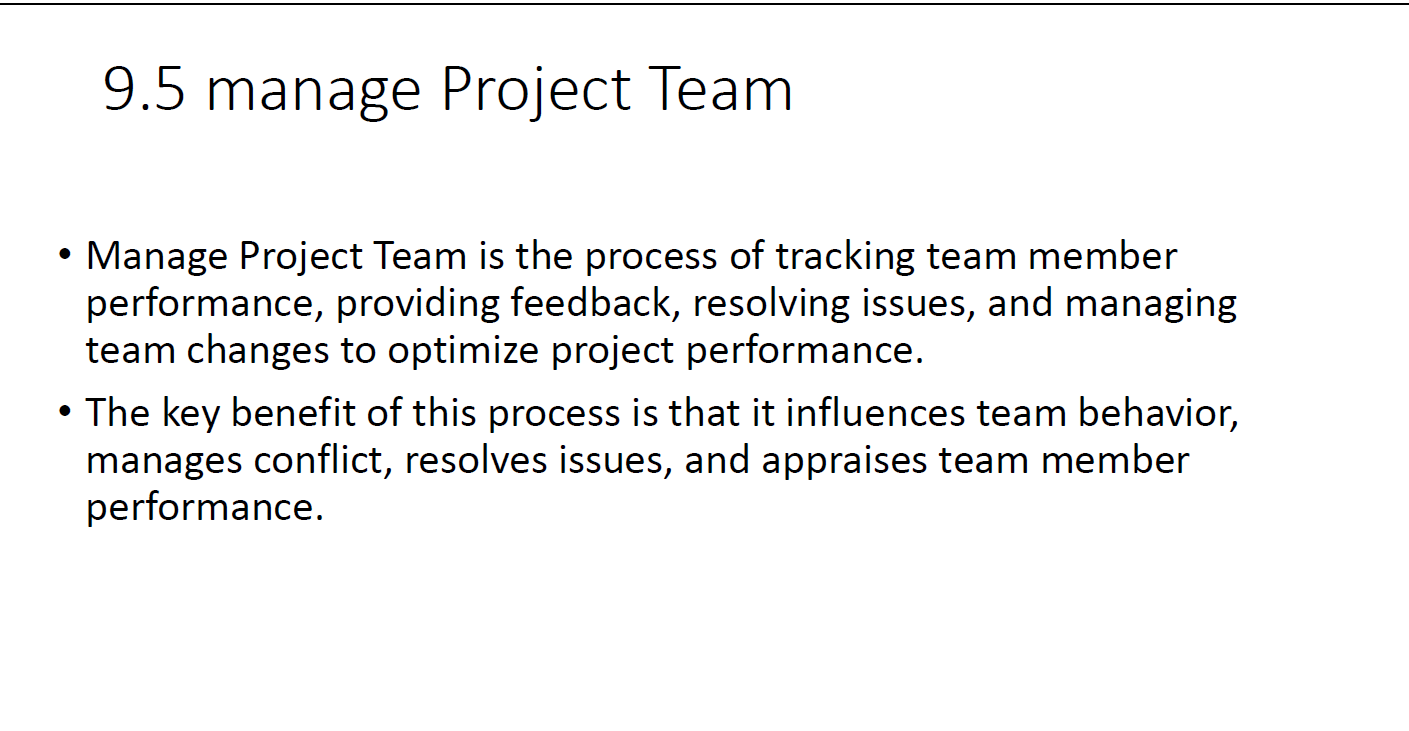 9.5 manage Project Team
• Manage Project Team is the process of tracking team member
performance, providing feedback, resolving issues, and managing
team changes to optimize project performance.
• The key benefit of this process is that it influences team behavior,
manages conflict, resolves issues, and appraises team member
performance.